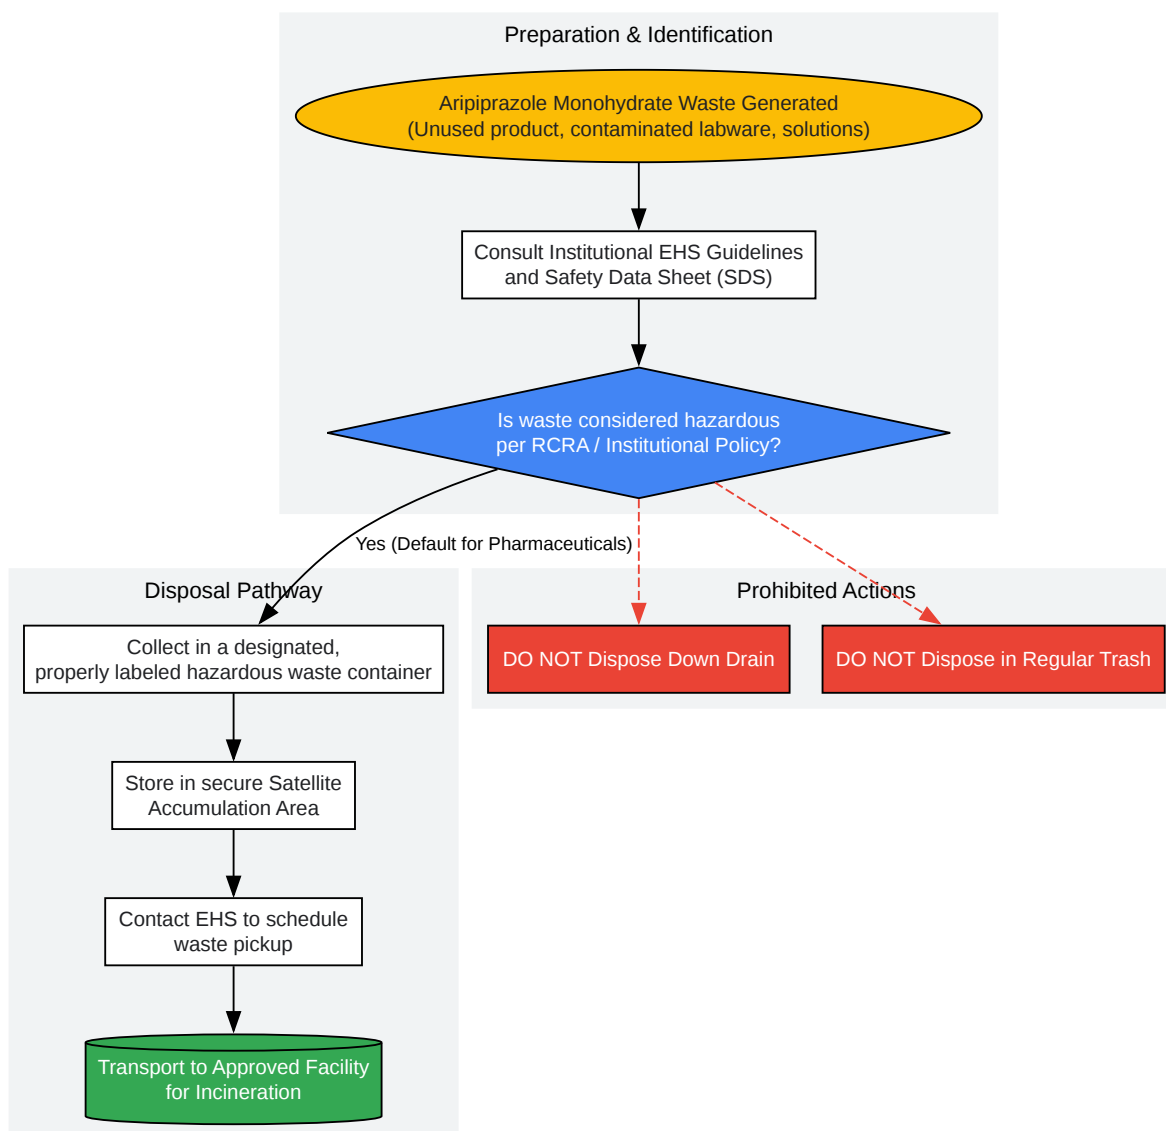 Preparation & Identification
Aripiprazole Monohydrate Waste Generated
(Unused product, contaminated labware, solutions)
Consult Institutional EHS Guidelines
and Safety Data Sheet (SDS)
Is waste considered hazardous
per RCRA / Institutional Policy?
Yes (Default for Pharmaceuticals)
Disposal Pathway
Collect in a designated,
properly labeled hazardous waste container
Store in secure Satellite
Accumulation Area
Contact EHS to schedule
waste pickup
Transport to Approved Facility
for Incineration
Prohibited Actions
DO NOT Dispose Down Drain
DO NOT Dispose in Regular Trash